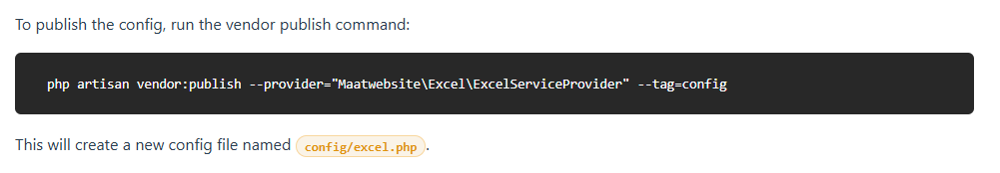 To publish the config, run the vendor publish command:
php artisan vendor:publish --provider="Maatwebsite\Excel\ExcelServiceProvider" --tag=config
This will create a new config file named config/excel.php.